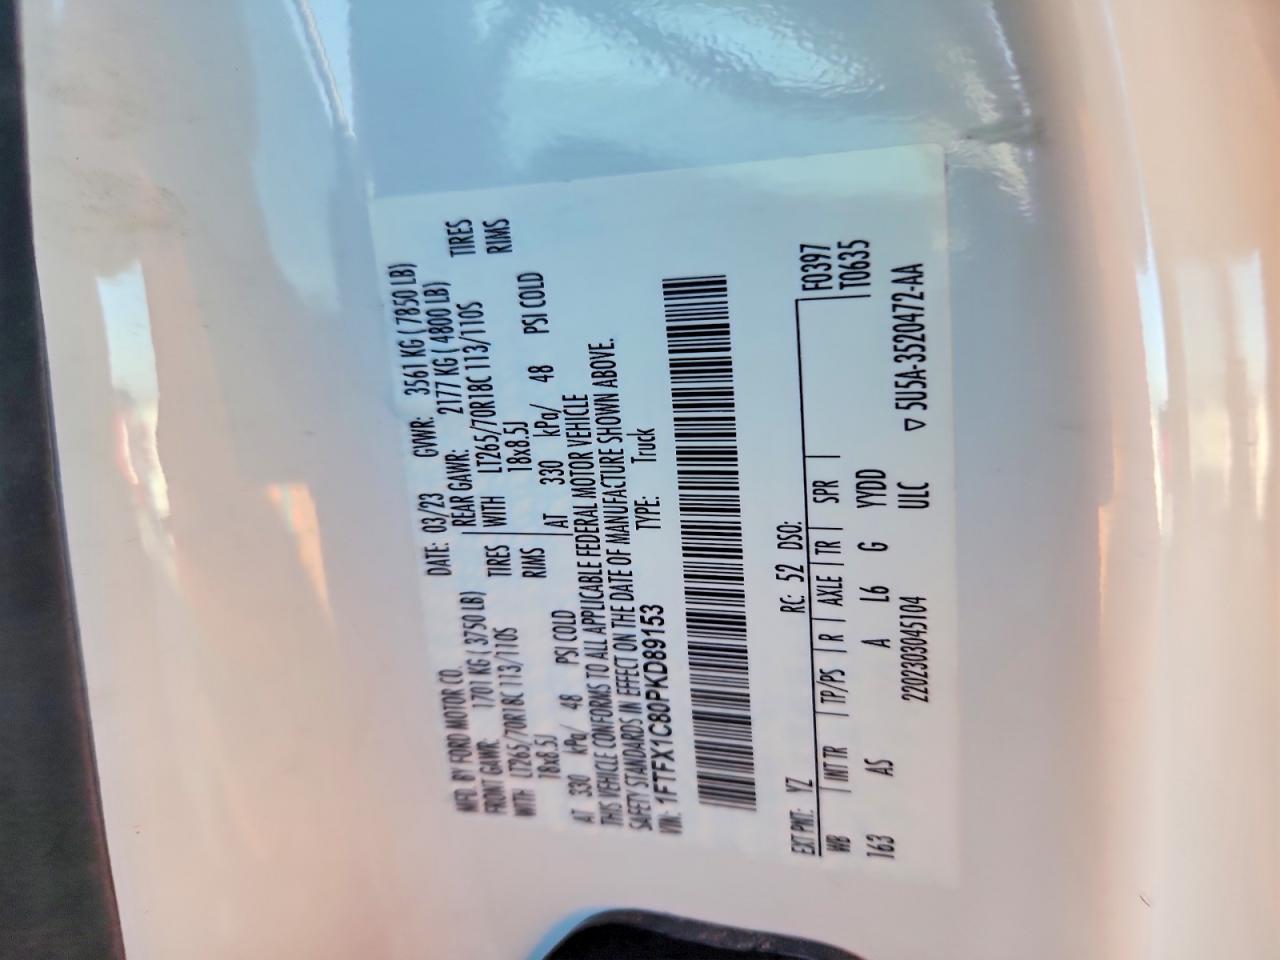 MFD. BY FORD MOTOR CO.
DATE: 03/23 GVWR: 3561 KG ( 7850 LB)
FRONT GAWR: 1701 KG ( 3750 LB)
REAR GAWR: 2177 KG ( 4800 LB)
WITH LT265/70R18C 113/110S TIRES
WITH LT265/70R18C 113/110S TIRES
18x8.5J RIMS
18x8.5J RIMS
AT 330 kPa/ 48 PSI COLD
AT 330 kPa/ 48 PSI COLD
THIS VEHICLE CONFORMS TO ALL APPLICABLE FEDERAL MOTOR VEHICLE
SAFETY STANDARDS IN EFFECT ON THE DATE OF MANUFACTURE SHOWN ABOVE.
VIN: 1FTFX1C80PKD89153 TYPE: Truck
EXT PNT: YZ RC: 52 DSO:
WB INT TR TP/PS R AXLE TR SPR F0397
163 AS A L6 G YYDD T0635
2202303045104 ULC ▽ 5U5A-3520472-AA